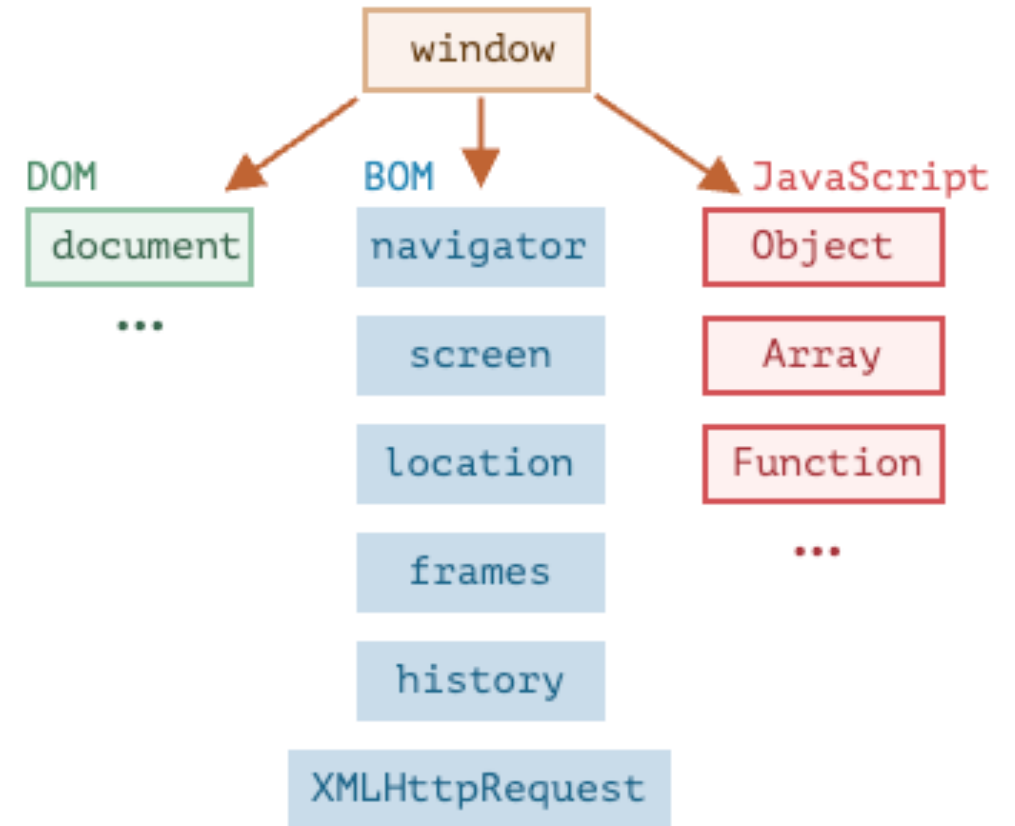 window
DOM
BOM
JavaScript
document
navigator
Object
...
screen
Array
location
Function
frames
...
history
XMLHttpRequest